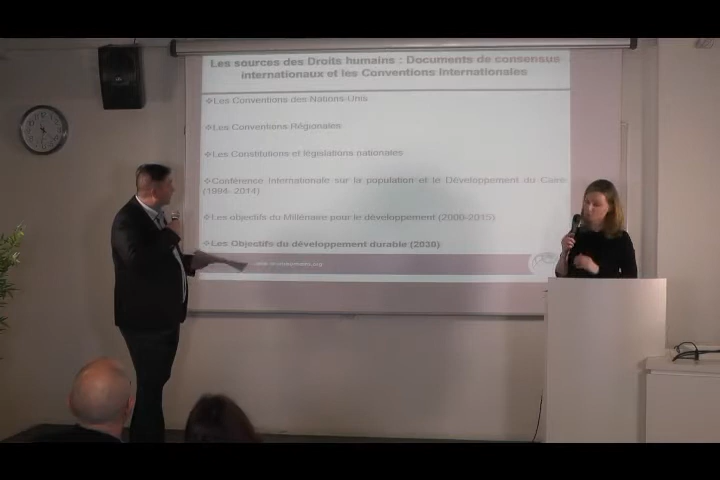 Les sources des Droits humains : Documents de consensus
internationaux et les Conventions Internationales
❖Les Conventions des Nations-Unis
❖Les Conventions Régionales
❖Les Constitutions et législations nationales
❖Conférence Internationale sur la population et le Développement du Caire
(1994- 2014)
❖Les objectifs du Millénaire pour le développement (2000-2015)
❖Les Objectifs du développement durable (2030)